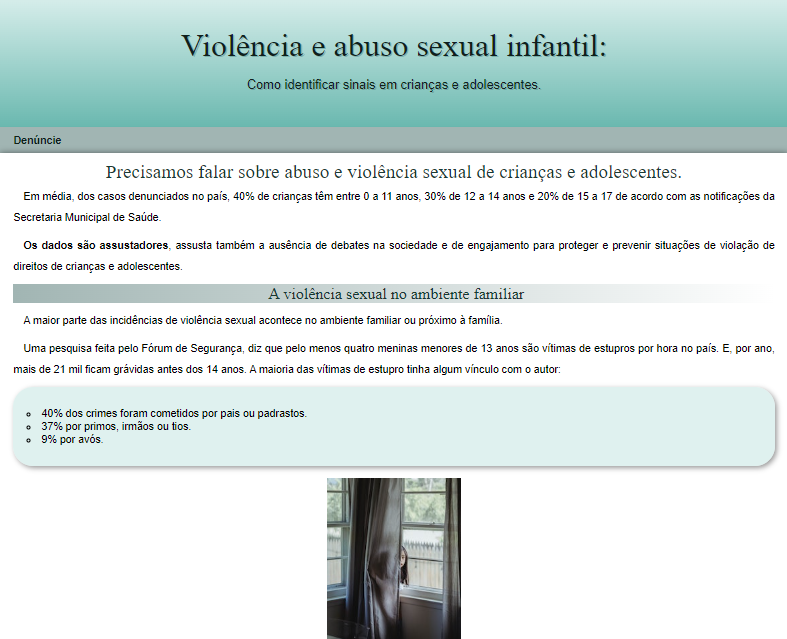 Violência e abuso sexual infantil:
Como identificar sinais em crianças e adolescentes.
Denúncie
Precisamos falar sobre abuso e violência sexual de crianças e adolescentes.
Em média, dos casos denunciados no país, 40% de crianças têm entre 0 a 11 anos, 30% de 12 a 14 anos e 20% de 15 a 17 de acordo com as notificações da
Secretaria Municipal de Saúde.
Os dados são assustadores, assusta também a ausência de debates na sociedade e de engajamento para proteger e prevenir situações de violação de
direitos de crianças e adolescentes.
A violência sexual no ambiente familiar
A maior parte das incidências de violência sexual acontece no ambiente familiar ou próximo à família.
Uma pesquisa feita pelo Fórum de Segurança, diz que pelo menos quatro meninas menores de 13 anos são vítimas de estupros por hora no país. E, por ano,
mais de 21 mil ficam grávidas antes dos 14 anos. A maioria das vítimas de estupro tinha algum vínculo com o autor:
40% dos crimes foram cometidos por pais ou padrastos.
37% por primos, irmãos ou tios.
9% por avós.